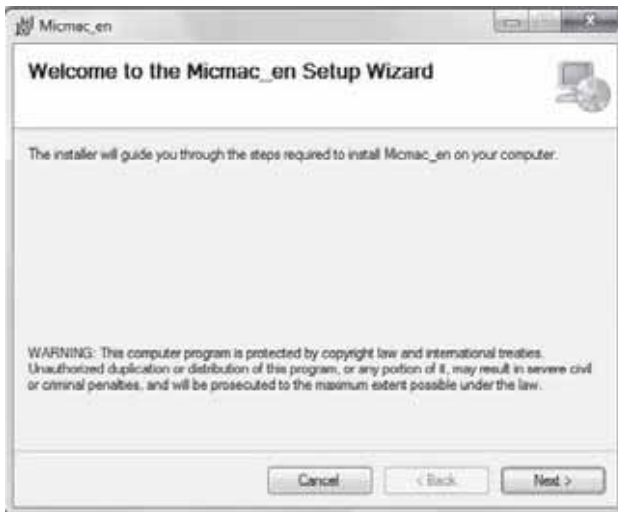 Micmac_en
Welcome to the Micmac_en Setup Wizard
The installer will guide you through the steps required to install Micmac_en on your computer.
WARNING: This computer program is protected by copyright law and international treaties.
Unauthorized duplication or distribution of this program, or any portion of it, may result in severe civil
or criminal penalties, and will be prosecuted to the maximum extent possible under the law.
Cancel < Back Next >